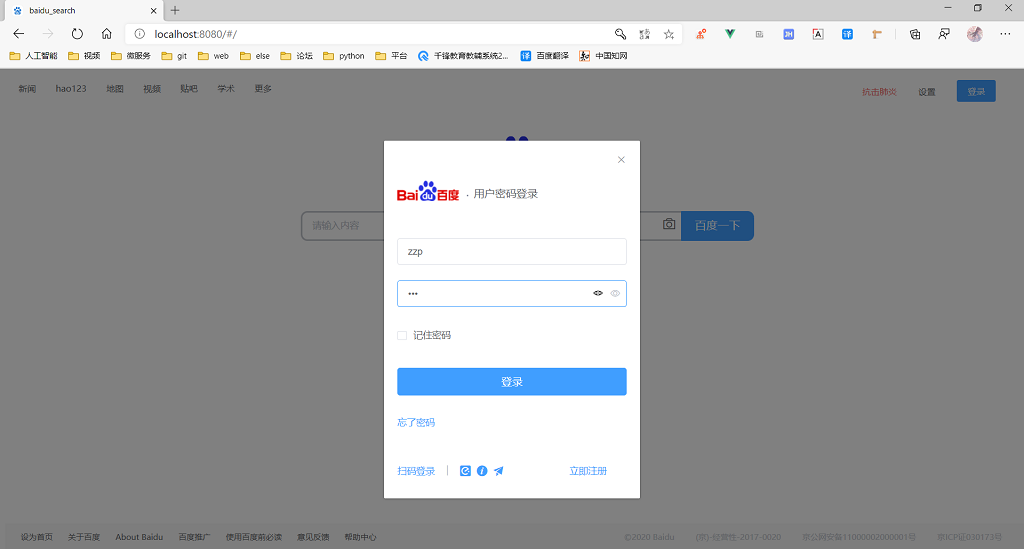 baidu_search
localhost:8080/#/
人工智能 视频 微服务 git web else 论坛 python 平台 千锋教育教辅系统2... 译 百度翻译 中国知网
新闻 hao123 地图 视频 贴吧 学术 更多 抗击肺炎 设置 登录
Baidu百度 · 用户密码登录
请输入内容 百度一下
zzp
•••
记住密码
登录
忘了密码
扫码登录 立即注册
设为首页 关于百度 About Baidu 百度推广 使用百度前必读 意见反馈 帮助中心 ©2020 Baidu (京)-经营性-2017-0020 京公网安备11000002000001号 京ICP证030173号